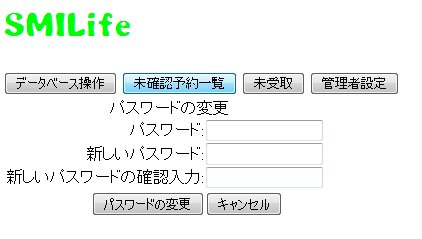 SMILife
データベース操作 未確認予約一覧 未受取 管理者設定
パスワードの変更
パスワード:
新しいパスワード:
新しいパスワードの確認入力:
パスワードの変更 キャンセル